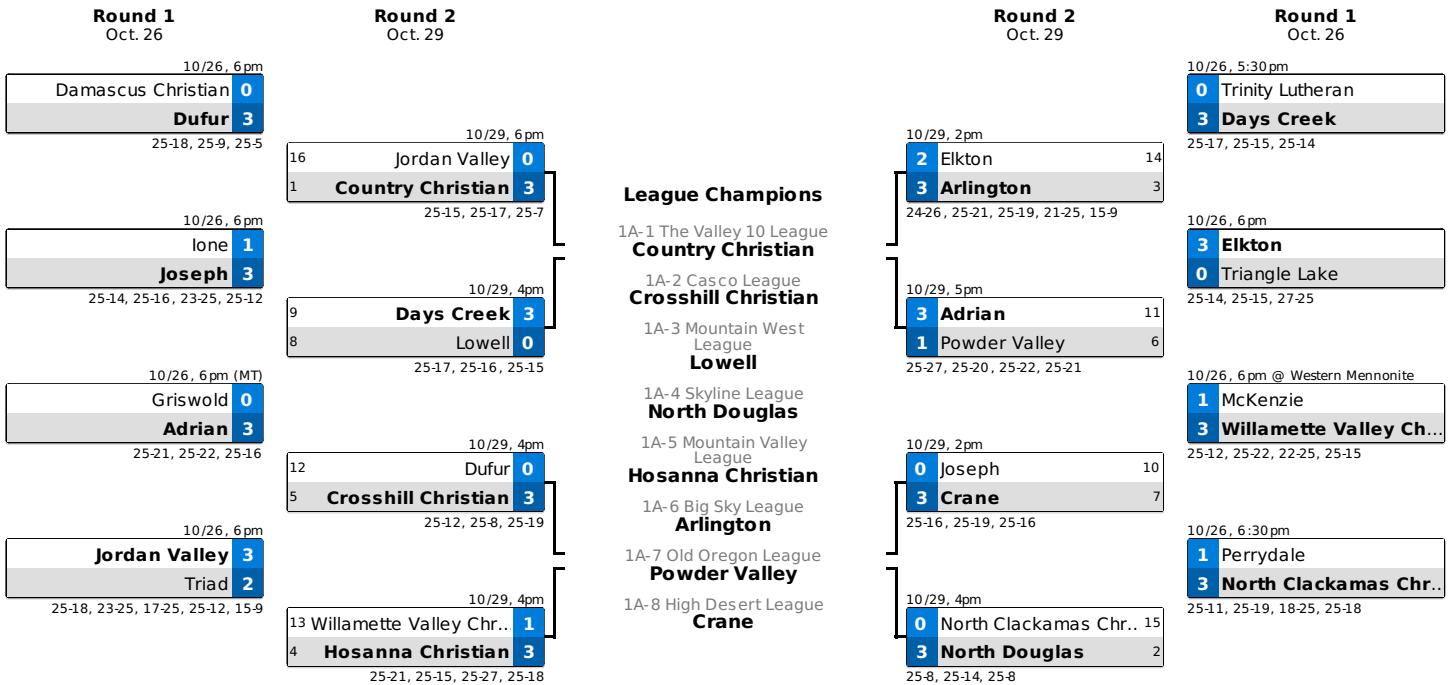 Round 1
Oct. 26
Round 2
Oct. 29
Round 2
Oct. 29
Round 1
Oct. 26
10/26, 6pm
Damascus Christian 0
Dufur 3
25-18, 25-9, 25-5
10/26, 6pm
Ione 1
Joseph 3
25-14, 25-16, 23-25, 25-12
10/26, 6pm (MT)
Griswold 0
Adrian 3
25-21, 25-22, 25-16
10/26, 6pm
Jordan Valley 3
Triad 2
25-18, 23-25, 17-25, 25-12, 15-9
10/29, 6pm
16 Jordan Valley 0
1 Country Christian 3
25-15, 25-17, 25-7
10/29, 4pm
9 Days Creek 3
8 Lowell 0
25-17, 25-16, 25-15
10/29, 4pm
12 Dufur 0
5 Crosshill Christian 3
25-12, 25-8, 25-19
10/29, 4pm
13 Willamette Valley Chr... 1
4 Hosanna Christian 3
25-21, 25-15, 25-27, 25-18
League Champions
1A-1 The Valley 10 League
Country Christian
1A-2 Casco League
Crosshill Christian
1A-3 Mountain West
League
Lowell
1A-4 Skyline League
North Douglas
1A-5 Mountain Valley
League
Hosanna Christian
1A-6 Big Sky League
Arlington
1A-7 Old Oregon League
Powder Valley
1A-8 High Desert League
Crane
10/29, 2pm
2 Elkton 14
3 Arlington 3
24-26, 25-21, 25-19, 21-25, 15-9
10/29, 5pm
3 Adrian 11
1 Powder Valley 6
25-27, 25-20, 25-22, 25-21
10/29, 2pm
0 Joseph 10
3 Crane 7
25-16, 25-19, 25-16
10/29, 4pm
0 North Clackamas Chr... 15
3 North Douglas 2
25-8, 25-14, 25-8
10/26, 5:30pm
0 Trinity Lutheran
3 Days Creek
25-17, 25-15, 25-14
10/26, 6pm
3 Elkton
0 Triangle Lake
25-14, 25-15, 27-25
10/26, 6pm @ Western Mennonite
1 McKenzie
3 Willamette Valley Ch...
25-12, 25-22, 22-25, 25-15
10/26, 6:30pm
1 Perrydale
3 North Clackamas Chr...
25-11, 25-19, 18-25, 25-18